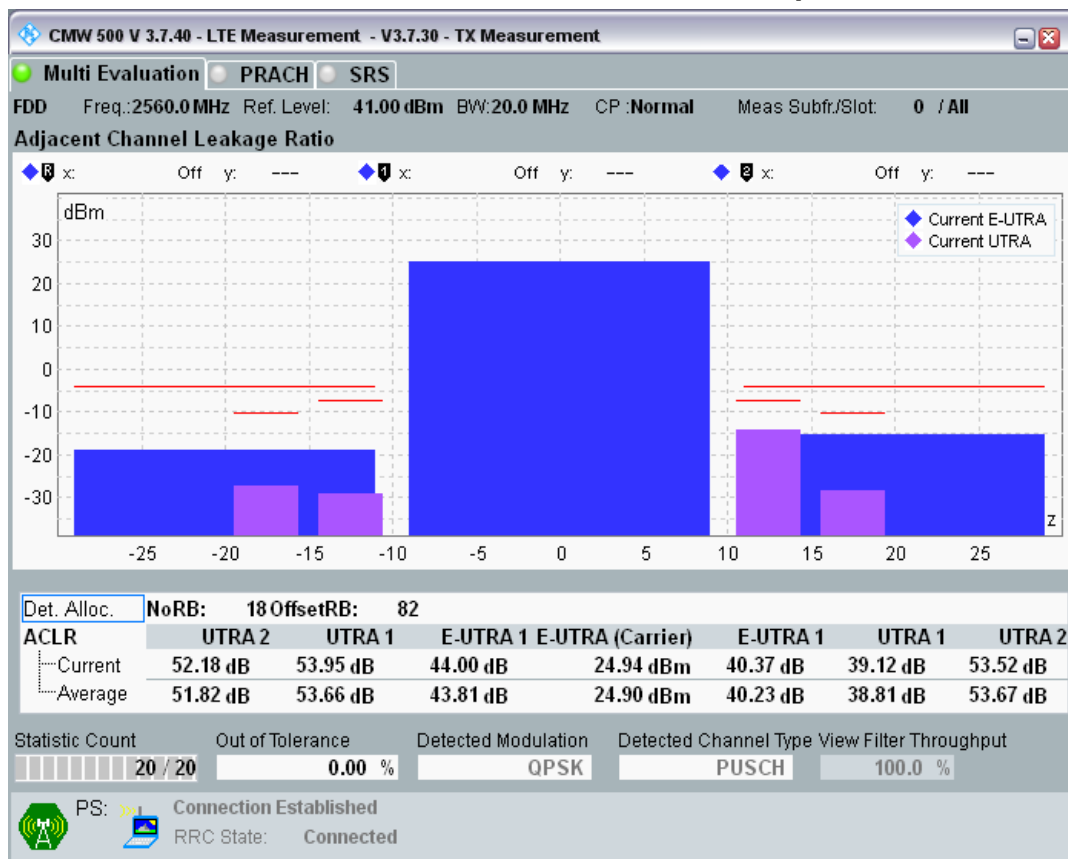 CMW 500 V 3.7.40 - LTE Measurement - V3.7.30 - TX Measurement
Multi Evaluation PRACH SRS
FDD Freq.:2560.0 MHz Ref. Level: 41.00 dBm BW:20.0 MHz CP :Normal Meas Subfr./Slot: 0 / All
Adjacent Channel Leakage Ratio
R x: Off y: --- 1 x: Off y: --- 2 x: Off y: ---
dBm
Current E-UTRA
Current UTRA
30
20
10
0
-10
-20
-30
z
-25 -20 -15 -10 -5 0 5 10 15 20 25
Det. Alloc. NoRB: 18 OffsetRB: 82
ACLR UTRA 2 UTRA 1 E-UTRA 1 E-UTRA (Carrier) E-UTRA 1 UTRA 1 UTRA 2
Current 52.18 dB 53.95 dB 44.00 dB 24.94 dBm 40.37 dB 39.12 dB 53.52 dB
Average 51.82 dB 53.66 dB 43.81 dB 24.90 dBm 40.23 dB 38.81 dB 53.67 dB
Statistic Count Out of Tolerance Detected Modulation Detected Channel Type View Filter Throughput
20 / 20 0.00 % QPSK PUSCH 100.0 %
PS: Connection Established
RRC State: Connected